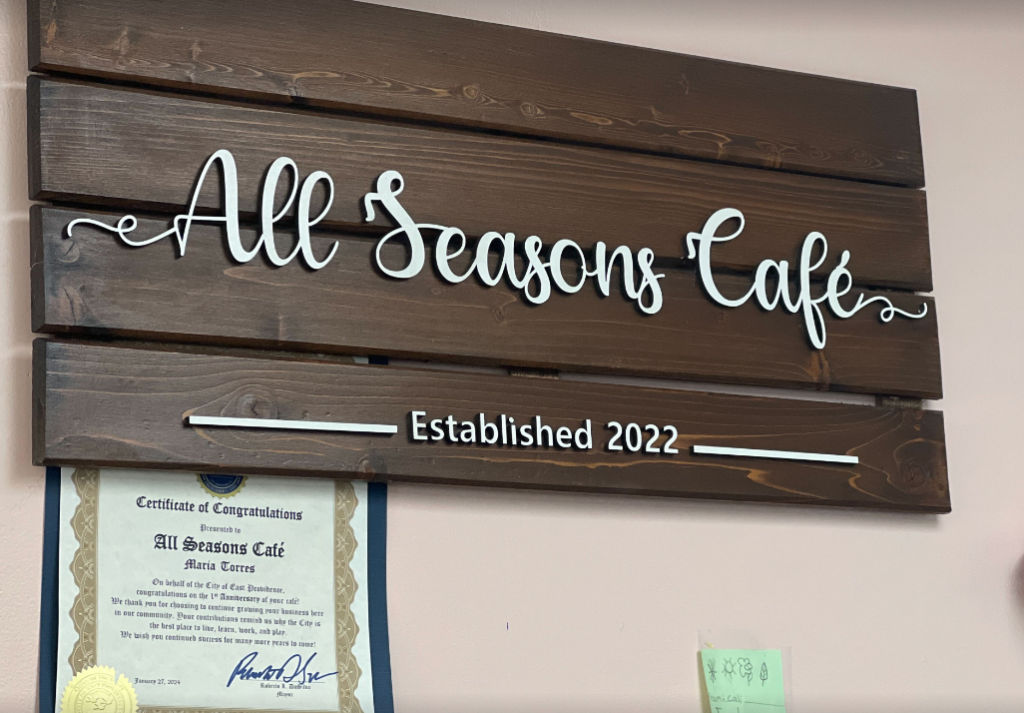 All Seasons Café
Established 2022
Certificate of Congratulations
Presented to
All Seasons Café
Maria Torres
On behalf of the City of East Providence,
congratulations on the 1st Anniversary of your café!
We thank you for choosing to continue growing your business here
in our community. Your contributions remind us why the City is
the best place to live, learn, work, and play.
We wish you continued success for many more years to come!
January 27, 2024
Roberto L. DaSilva
Mayor